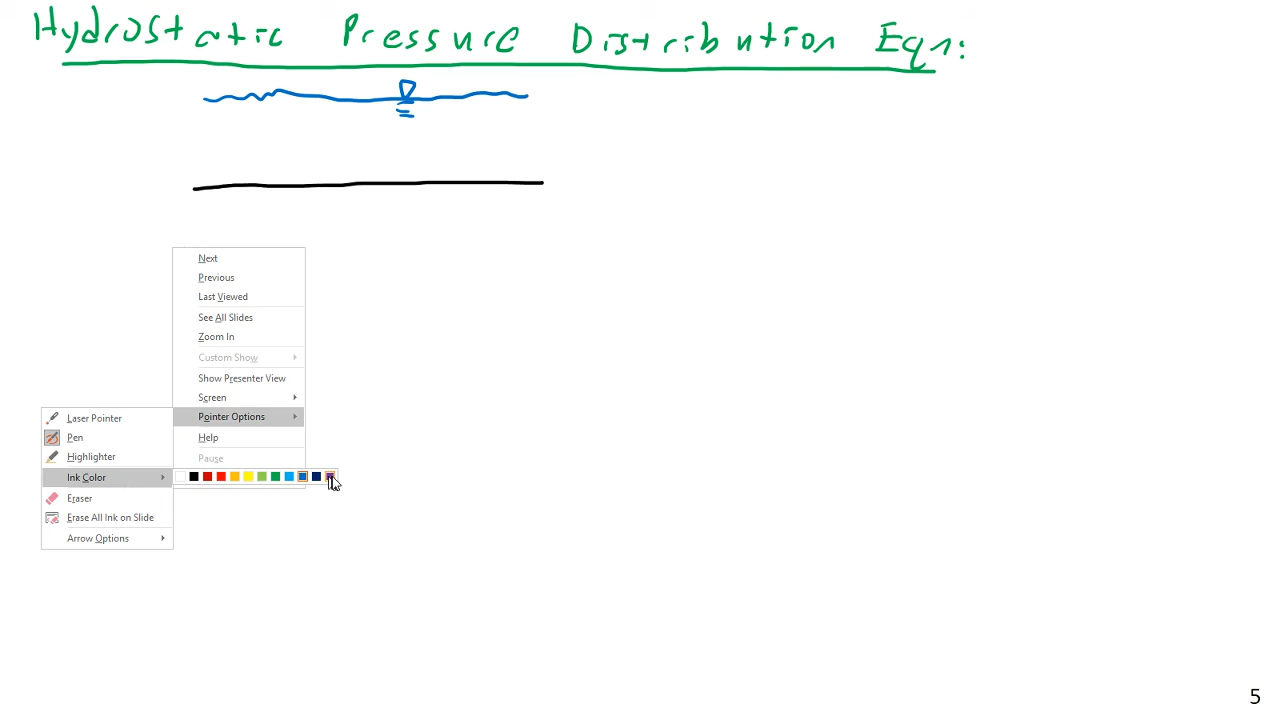 Hydrostatic Pressure Distribution Eqn:
Next
Previous
Last Viewed
See All Slides
Zoom In
Custom Show
Show Presenter View
Screen
Pointer Options
Help
Pause
Laser Pointer
Pen
Highlighter
Ink Color
Eraser
Erase All Ink on Slide
Arrow Options
5